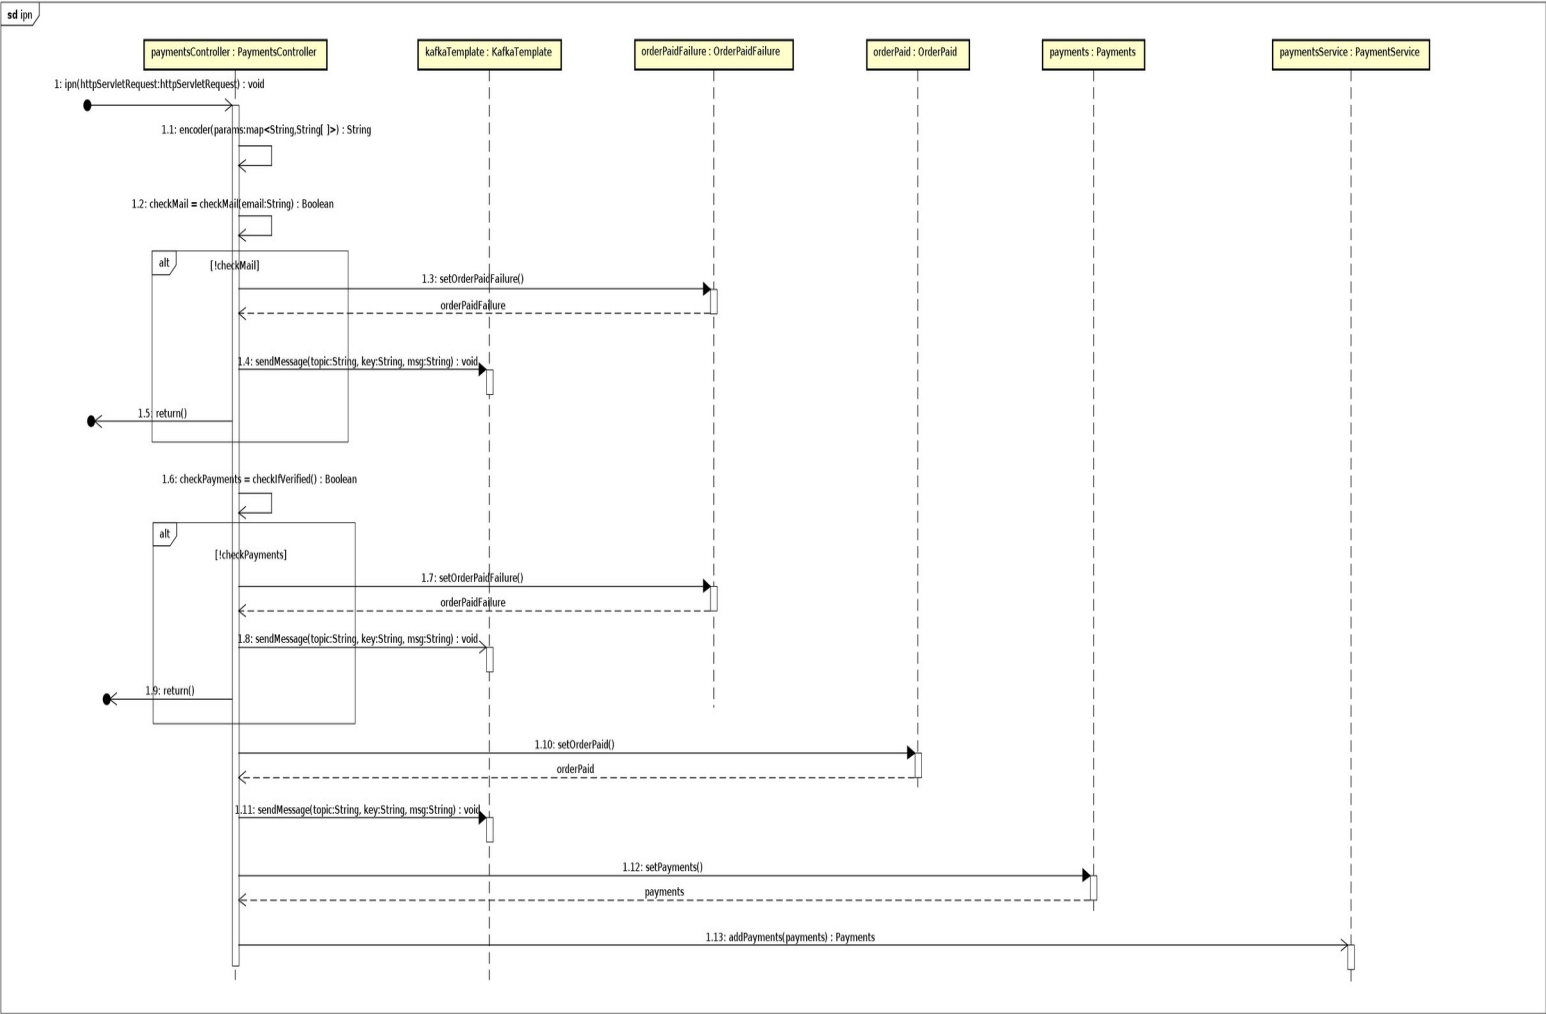 sd ipn
paymentsController : PaymentsController
kafkaTemplate : KafkaTemplate
orderPaidFailure : OrderPaidFailure
orderPaid : OrderPaid
payments : Payments
paymentsService : PaymentService
1: ipn(httpServletRequest:httpServletRequest) : void
1.1: encoder(params:map<String,String[ ]>) : String
1.2: checkMail = checkMail(email:String) : Boolean
alt
[!checkMail]
1.3: setOrderPaidFailure()
orderPaidFailure
1.4: sendMessage(topic:String, key:String, msg:String) : void
1.5: return()
1.6: checkPayments = checkIfVerified() : Boolean
alt
[!checkPayments]
1.7: setOrderPaidFailure()
orderPaidFailure
1.8: sendMessage(topic:String, key:String, msg:String) : void
1.9: return()
1.10: setOrderPaid()
orderPaid
1.11: sendMessage(topic:String, key:String, msg:String) : void
1.12: setPayments()
payments
1.13: addPayments(payments) : Payments